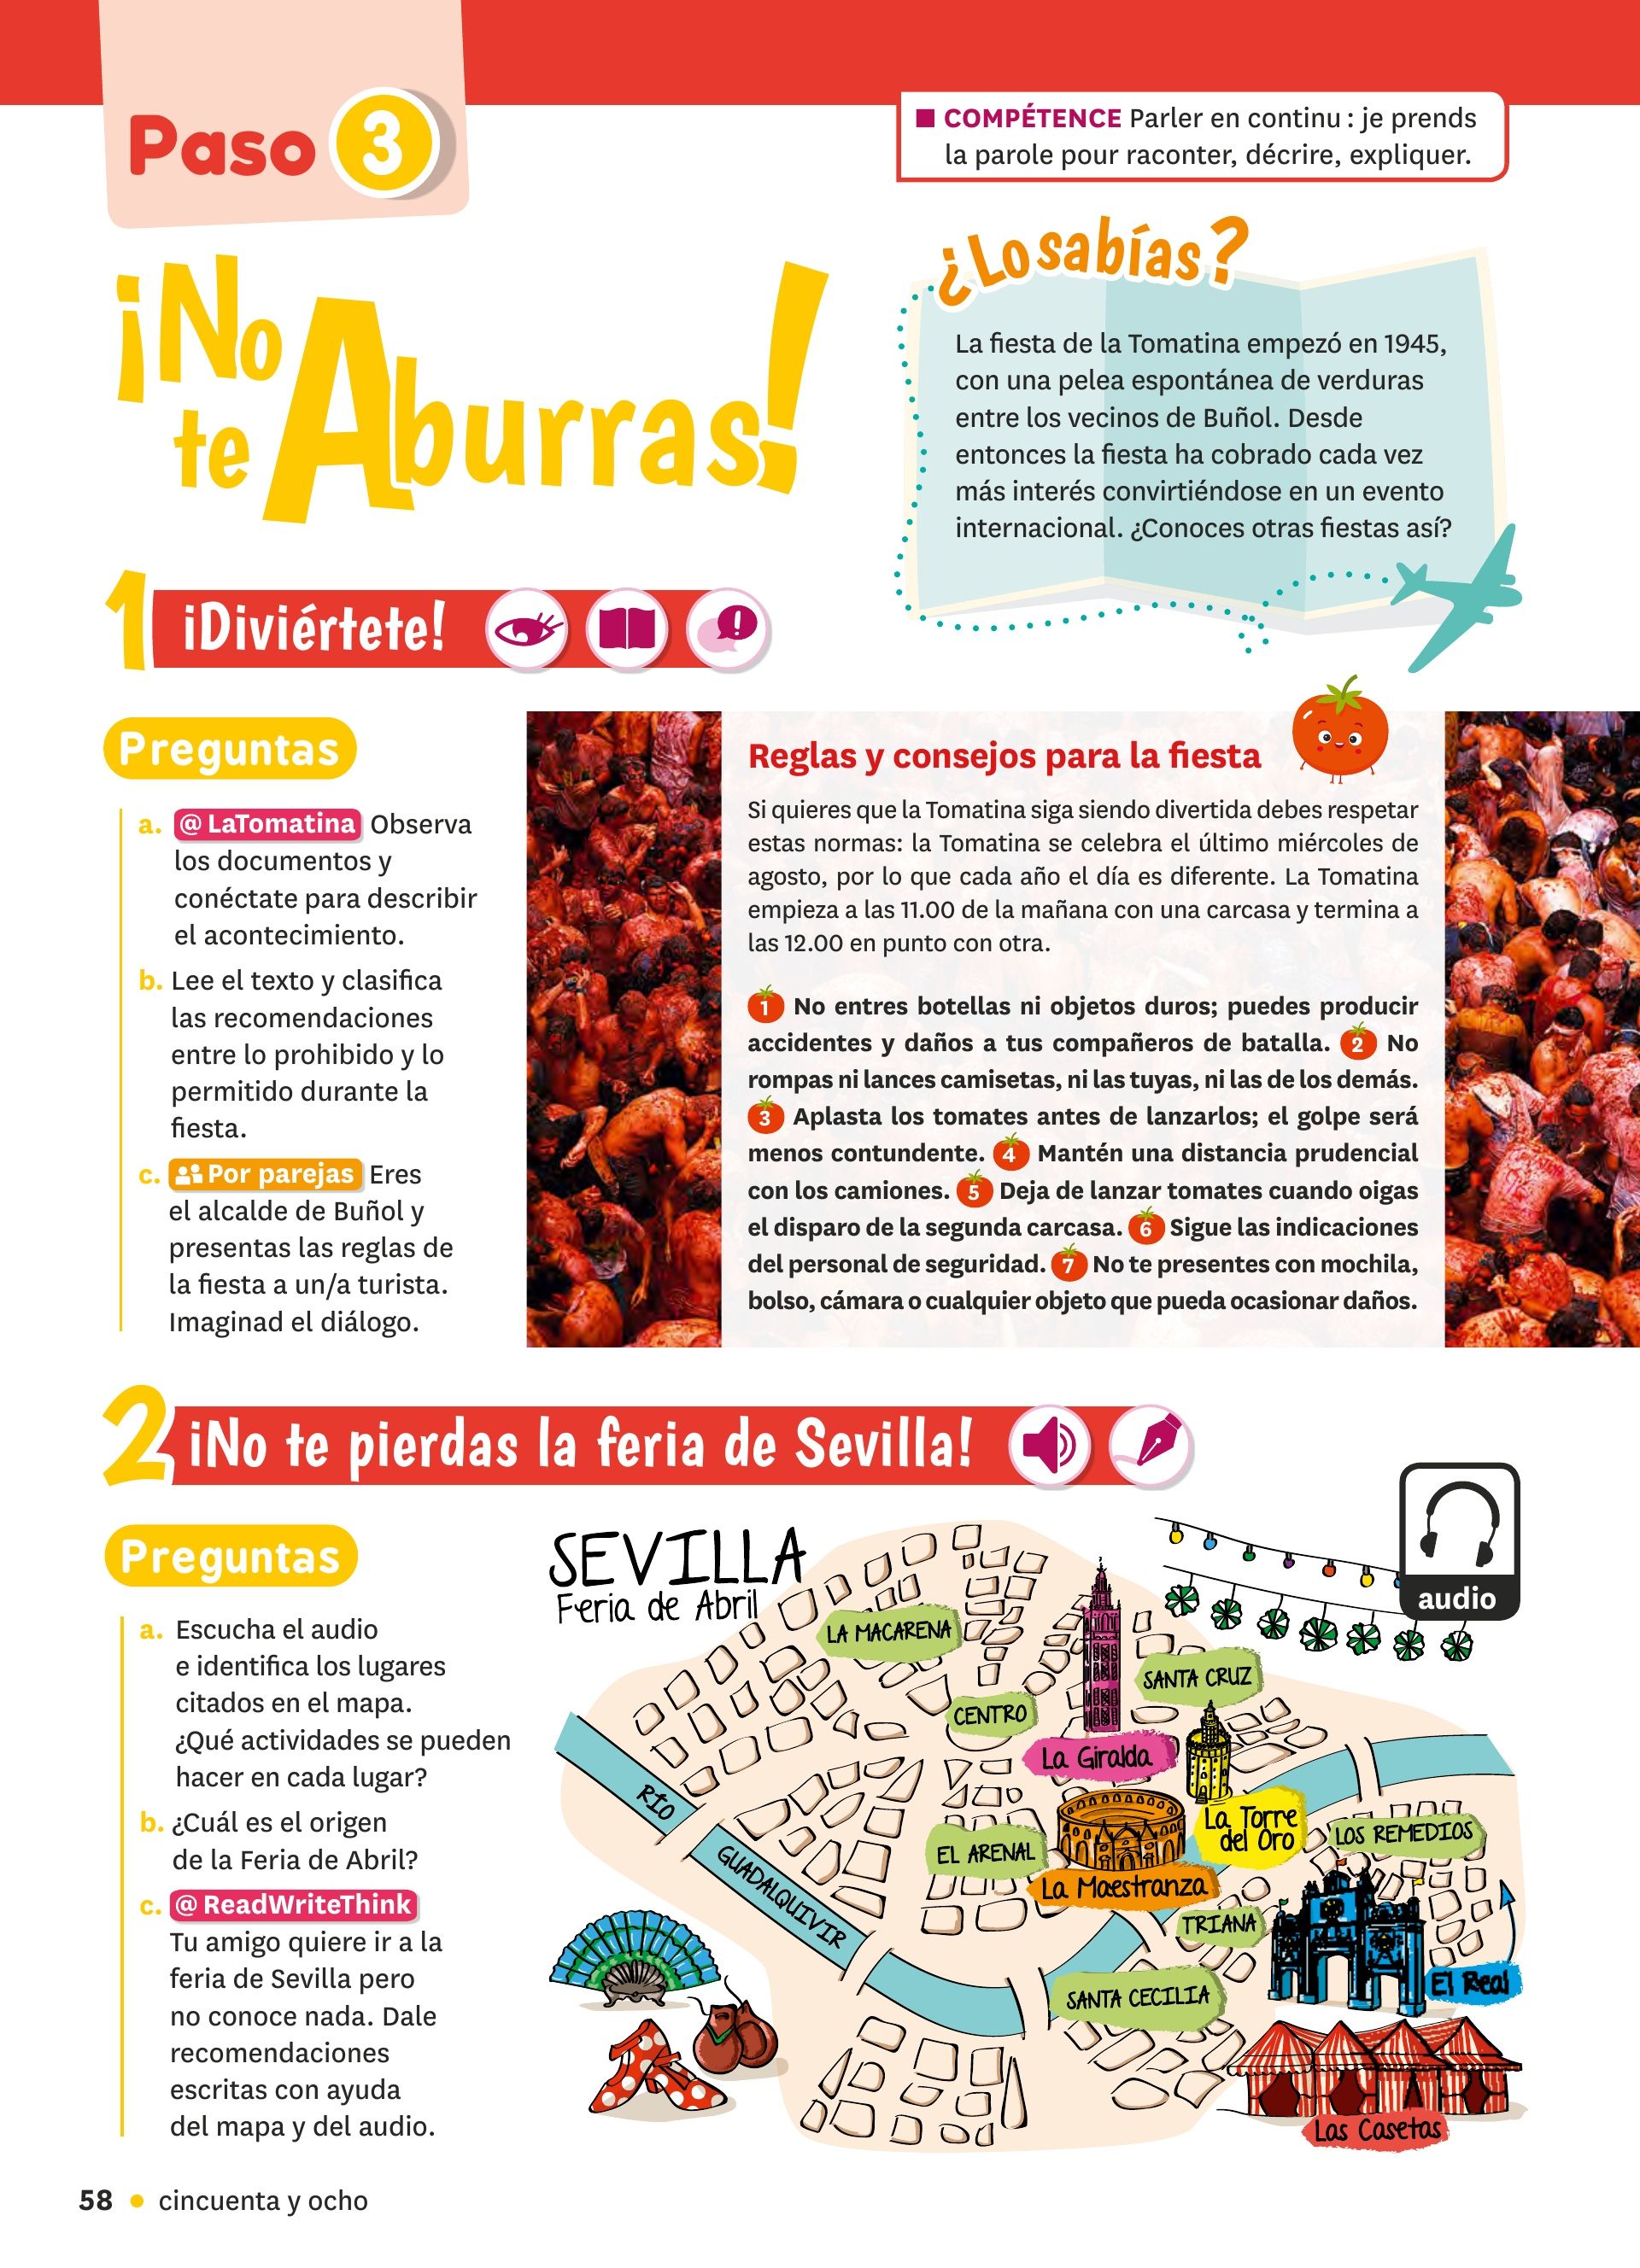 Paso 3
■ COMPÉTENCE Parler en continu : je prends
la parole pour raconter, décrire, expliquer.
¡No
te Aburras!
¿Lo sabías?
La fiesta de la Tomatina empezó en 1945,
con una pelea espontánea de verduras
entre los vecinos de Buñol. Desde
entonces la fiesta ha cobrado cada vez
más interés convirtiéndose en un evento
internacional. ¿Conoces otras fiestas así?
1 ¡Diviértete!
Preguntas
a. @ LaTomatina Observa
los documentos y
conéctate para describir
el acontecimiento.
b. Lee el texto y clasifica
las recomendaciones
entre lo prohibido y lo
permitido durante la
fiesta.
c. Por parejas Eres
el alcalde de Buñol y
presentas las reglas de
la fiesta a un/a turista.
Imaginad el diálogo.
Reglas y consejos para la fiesta
Si quieres que la Tomatina siga siendo divertida debes respetar
estas normas: la Tomatina se celebra el último miércoles de
agosto, por lo que cada año el día es diferente. La Tomatina
empieza a las 11.00 de la mañana con una carcasa y termina a
las 12.00 en punto con otra.
1 No entres botellas ni objetos duros; puedes producir
accidentes y daños a tus compañeros de batalla. 2 No
rompas ni lances camisetas, ni las tuyas, ni las de los demás.
3 Aplasta los tomates antes de lanzarlos; el golpe será
menos contundente. 4 Mantén una distancia prudencial
con los camiones. 5 Deja de lanzar tomates cuando oigas
el disparo de la segunda carcasa. 6 Sigue las indicaciones
del personal de seguridad. 7 No te presentes con mochila,
bolso, cámara o cualquier objeto que pueda ocasionar daños.
2 ¡No te pierdas la feria de Sevilla!
Preguntas
a. Escucha el audio
e identifica los lugares
citados en el mapa.
¿Qué actividades se pueden
hacer en cada lugar?
b. ¿Cuál es el origen
de la Feria de Abril?
c. @ ReadWriteThink
Tu amigo quiere ir a la
feria de Sevilla pero
no conoce nada. Dale
recomendaciones
escritas con ayuda
del mapa y del audio.
audio
SEVILLA
Feria de Abril
LA MACARENA
SANTA CRUZ
CENTRO
La Giralda
RÍO
GUADALQUIVIR
La Torre
del Oro
LOS REMEDIOS
EL ARENAL
La Maestranza
TRIANA
El Real
SANTA CECILIA
Las Casetas
58 • cincuenta y ocho